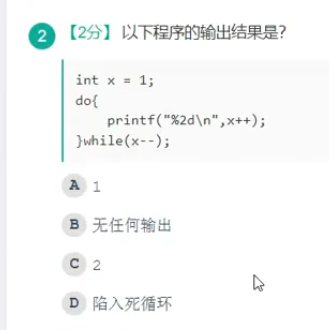 2 【2分】 以下程序的输出结果是?
int x = 1;
do{
    printf("%2d\n",x++);
}while(x--);
A 1
B 无任何输出
C 2
D 陷入死循环